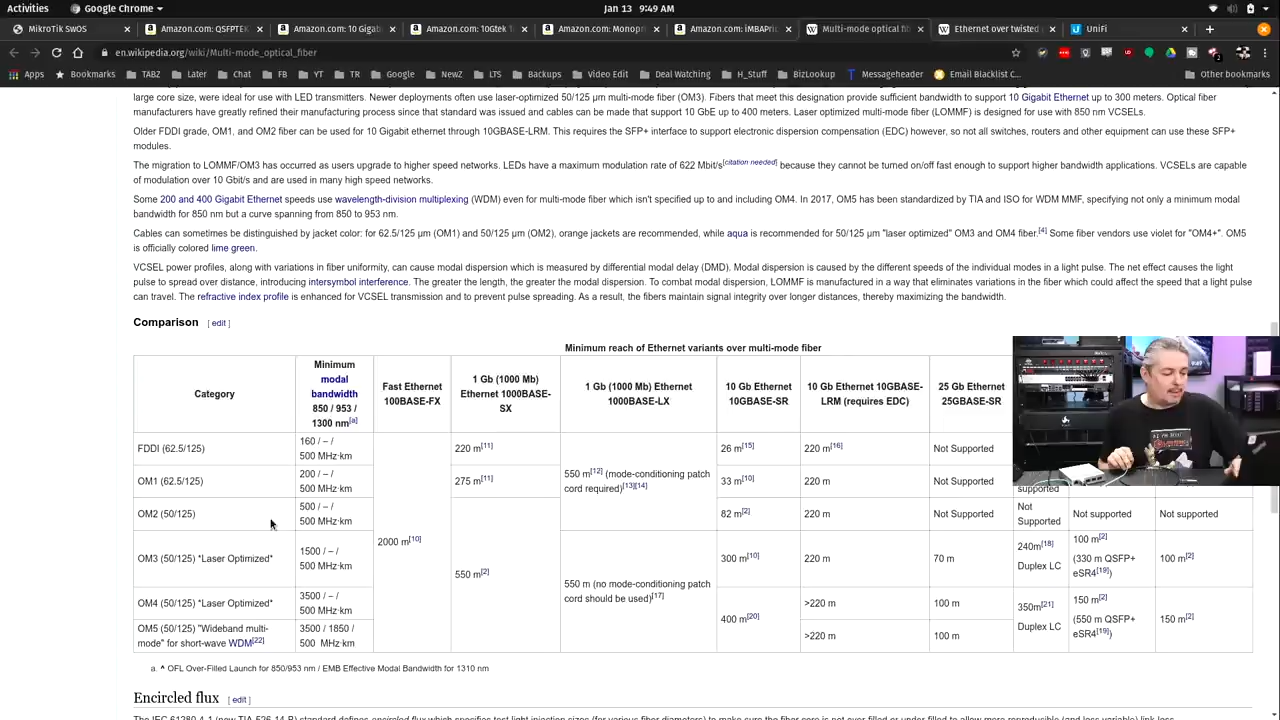 Activities
Google Chrome
Jan 13 9:49 AM
MikroTik SwOS
Amazon.com: QSFPTEK
Amazon.com: 10 Gigab
Amazon.com: 10Gtek 1
Amazon.com: Monopri
Amazon.com: iMBAPrice
Multi-mode optical fib
Ethernet over twisted
UniFi
en.wikipedia.org/wiki/Multi-mode_optical_fiber
Apps Bookmarks TABZ Later Chat FB YT TR Google NewZ LTS Backups Video Edit Deal Watching H_Stuff BizLookup Messageheader Email Blacklist C... Other bookmarks
large core size, were ideal for use with LED transmitters. Newer deployments often use laser-optimized 50/125 μm multi-mode fiber (OM3). Fibers that meet this designation provide sufficient bandwidth to support 10 Gigabit Ethernet up to 300 meters. Optical fiber
manufacturers have greatly refined their manufacturing process since that standard was issued and cables can be made that support 10 GbE up to 400 meters. Laser optimized multi-mode fiber (LOMMF) is designed for use with 850 nm VCSELs.
Older FDDI grade, OM1, and OM2 fiber can be used for 10 Gigabit ethernet through 10GBASE-LRM. This requires the SFP+ interface to support electronic dispersion compensation (EDC) however, so not all switches, routers and other equipment can use these SFP+
modules.
The migration to LOMMF/OM3 has occurred as users upgrade to higher speed networks. LEDs have a maximum modulation rate of 622 Mbit/s[citation needed] because they cannot be turned on/off fast enough to support higher bandwidth applications. VCSELs are capable
of modulation over 10 Gbit/s and are used in many high speed networks.
Some 200 and 400 Gigabit Ethernet speeds use wavelength-division multiplexing (WDM) even for multi-mode fiber which isn't specified up to and including OM4. In 2017, OM5 has been standardized by TIA and ISO for WDM MMF, specifying not only a minimum modal
bandwidth for 850 nm but a curve spanning from 850 to 953 nm.
Cables can sometimes be distinguished by jacket color: for 62.5/125 μm (OM1) and 50/125 μm (OM2), orange jackets are recommended, while aqua is recommended for 50/125 μm "laser optimized" OM3 and OM4 fiber.[4] Some fiber vendors use violet for "OM4+". OM5
is officially colored lime green.
VCSEL power profiles, along with variations in fiber uniformity, can cause modal dispersion which is measured by differential modal delay (DMD). Modal dispersion is caused by the different speeds of the individual modes in a light pulse. The net effect causes the light
pulse to spread over distance, introducing intersymbol interference. The greater the length, the greater the modal dispersion. To combat modal dispersion, LOMMF is manufactured in a way that eliminates variations in the fiber which could affect the speed that a light pulse
can travel. The refractive index profile is enhanced for VCSEL transmission and to prevent pulse spreading. As a result, the fibers maintain signal integrity over longer distances, thereby maximizing the bandwidth.
Comparison [ edit ]
Minimum reach of Ethernet variants over multi-mode fiber
Category
Minimum
modal
bandwidth
850 / 953 /
1300 nm[a]
Fast Ethernet
100BASE-FX
1 Gb (1000 Mb)
Ethernet 1000BASE-
SX
1 Gb (1000 Mb) Ethernet
1000BASE-LX
10 Gb Ethernet
10GBASE-SR
10 Gb Ethernet 10GBASE-
LRM (requires EDC)
25 Gb Ethernet
25GBASE-SR
FDDI (62.5/125)
160 / – /
500 MHz·km
2000 m[10]
220 m[11]
550 m[12] (mode-conditioning patch
cord required)[13][14]
26 m[15]
220 m[16]
Not Supported
OM1 (62.5/125)
200 / – /
500 MHz·km
275 m[11]
33 m[10]
220 m
Not Supported
supported
OM2 (50/125)
500 / – /
500 MHz·km
550 m[2]
82 m[2]
220 m
Not Supported
Not
Supported
Not supported
Not supported
OM3 (50/125) *Laser Optimized*
1500 / – /
500 MHz·km
550 m (no mode-conditioning patch
cord should be used)[17]
300 m[10]
220 m
70 m
240m[18]
Duplex LC
100 m[2]
(330 m QSFP+
eSR4[19])
100 m[2]
OM4 (50/125) *Laser Optimized*
3500 / – /
500 MHz·km
400 m[20]
>220 m
100 m
350m[21]
Duplex LC
150 m[2]
(550 m QSFP+
eSR4[19])
150 m[2]
OM5 (50/125) "Wideband multi-
mode" for short-wave WDM[22]
3500 / 1850 /
500 MHz·km
>220 m
100 m
a. ^ OFL Over-Filled Launch for 850/953 nm / EMB Effective Modal Bandwidth for 1310 nm
Encircled flux [ edit ]